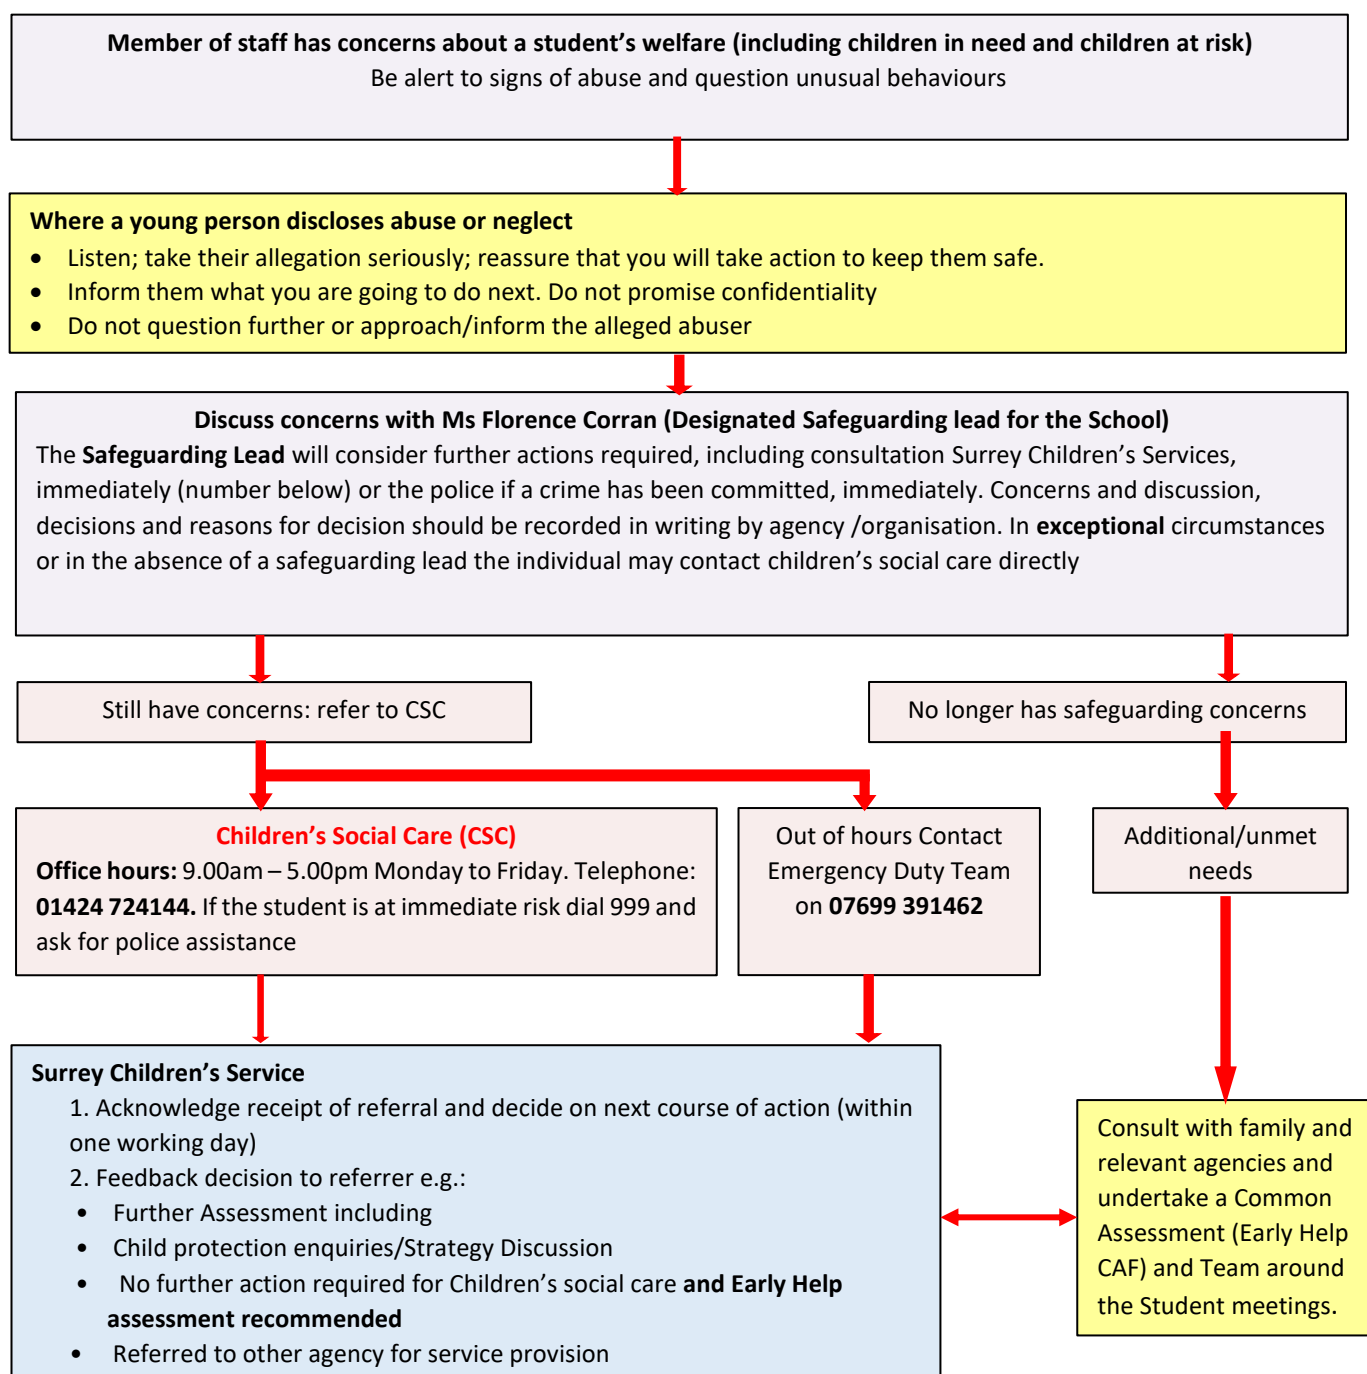 Member of staff has concerns about a student’s welfare (including children in need and children at risk)
Be alert to signs of abuse and question unusual behaviours
Where a young person discloses abuse or neglect
• Listen; take their allegation seriously; reassure that you will take action to keep them safe.
• Inform them what you are going to do next. Do not promise confidentiality
• Do not question further or approach/inform the alleged abuser
Discuss concerns with Ms Florence Corran (Designated Safeguarding lead for the School)
The Safeguarding Lead will consider further actions required, including consultation Surrey Children’s Services,
immediately (number below) or the police if a crime has been committed, immediately. Concerns and discussion,
decisions and reasons for decision should be recorded in writing by agency /organisation. In exceptional circumstances
or in the absence of a safeguarding lead the individual may contact children’s social care directly
Still have concerns: refer to CSC
No longer has safeguarding concerns
Children’s Social Care (CSC)
Office hours: 9.00am – 5.00pm Monday to Friday. Telephone:
01424 724144. If the student is at immediate risk dial 999 and
ask for police assistance
Out of hours Contact
Emergency Duty Team
on 07699 391462
Additional/unmet
needs
Surrey Children’s Service
1. Acknowledge receipt of referral and decide on next course of action (within
one working day)
2. Feedback decision to referrer e.g.:
• Further Assessment including
• Child protection enquiries/Strategy Discussion
• No further action required for Children’s social care and Early Help
assessment recommended
• Referred to other agency for service provision
Consult with family and
relevant agencies and
undertake a Common
Assessment (Early Help
CAF) and Team around
the Student meetings.